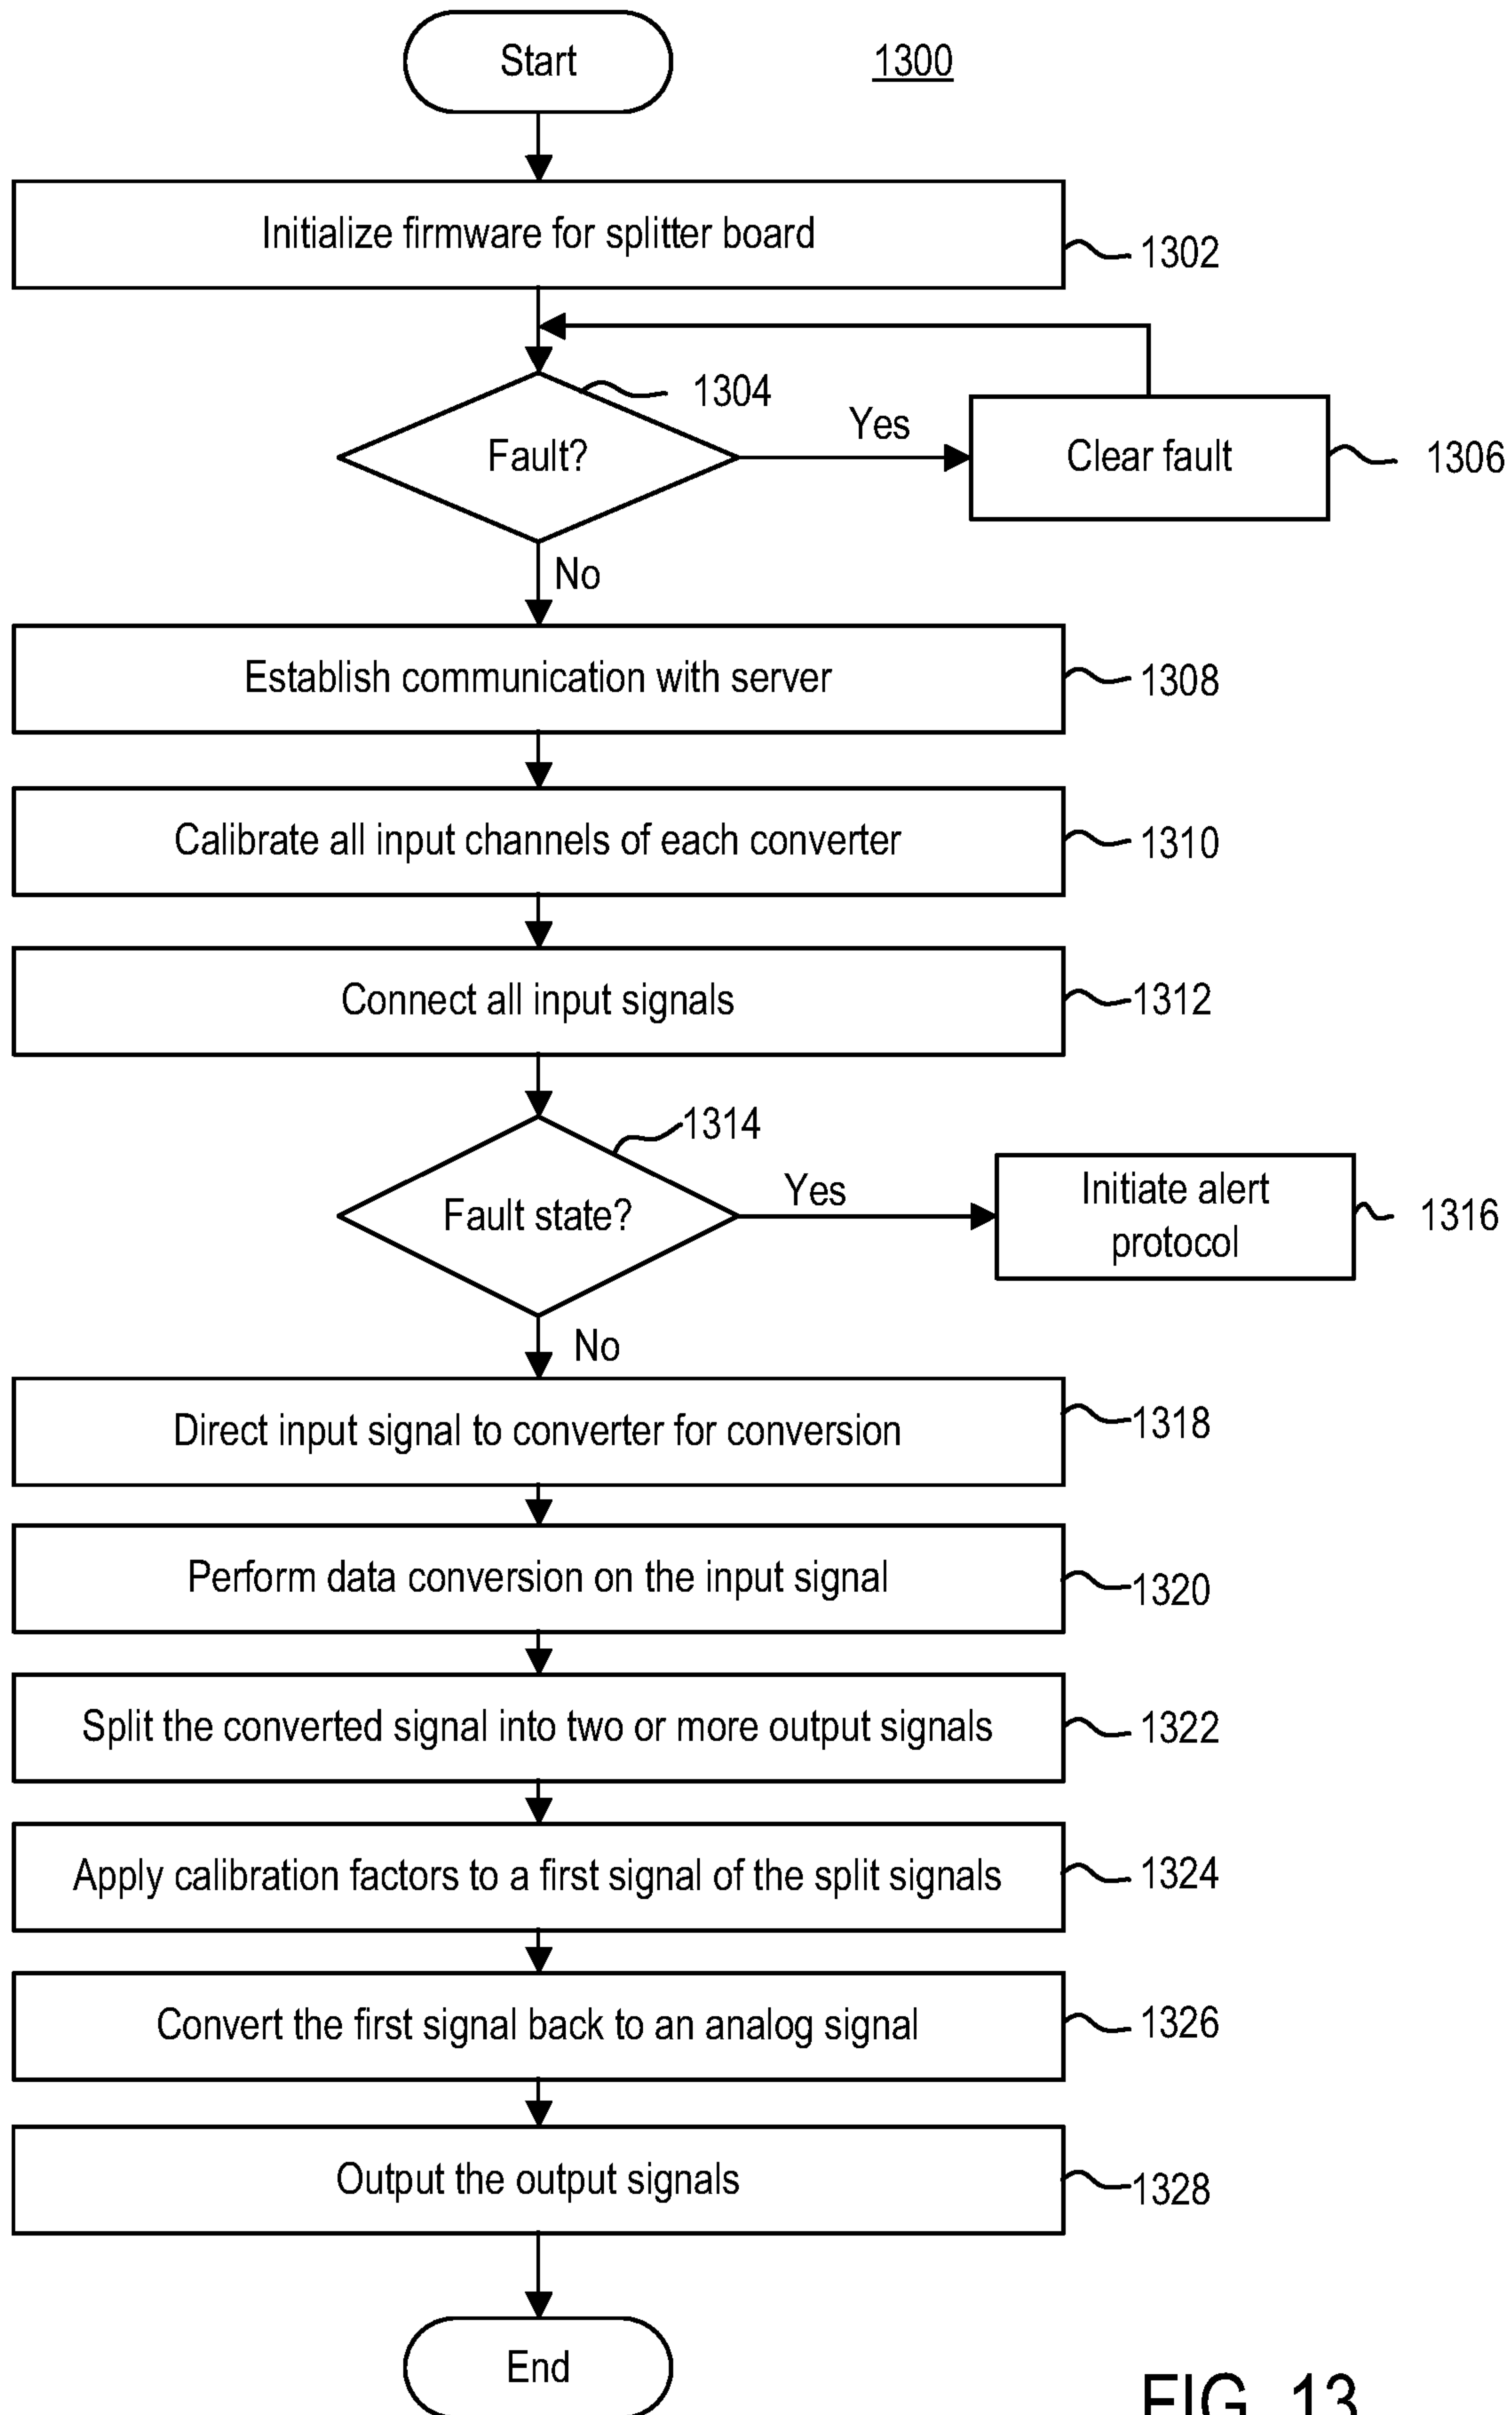 Start
1300
Initialize firmware for splitter board
1302
1304
Fault?
Yes
Clear fault
1306
No
Establish communication with server
1308
Calibrate all input channels of each converter
1310
Connect all input signals
1312
1314
Fault state?
Yes
Initiate alert
protocol
1316
No
Direct input signal to converter for conversion
1318
Perform data conversion on the input signal
1320
Split the converted signal into two or more output signals
1322
Apply calibration factors to a first signal of the split signals
1324
Convert the first signal back to an analog signal
1326
Output the output signals
1328
End
FIG. 13